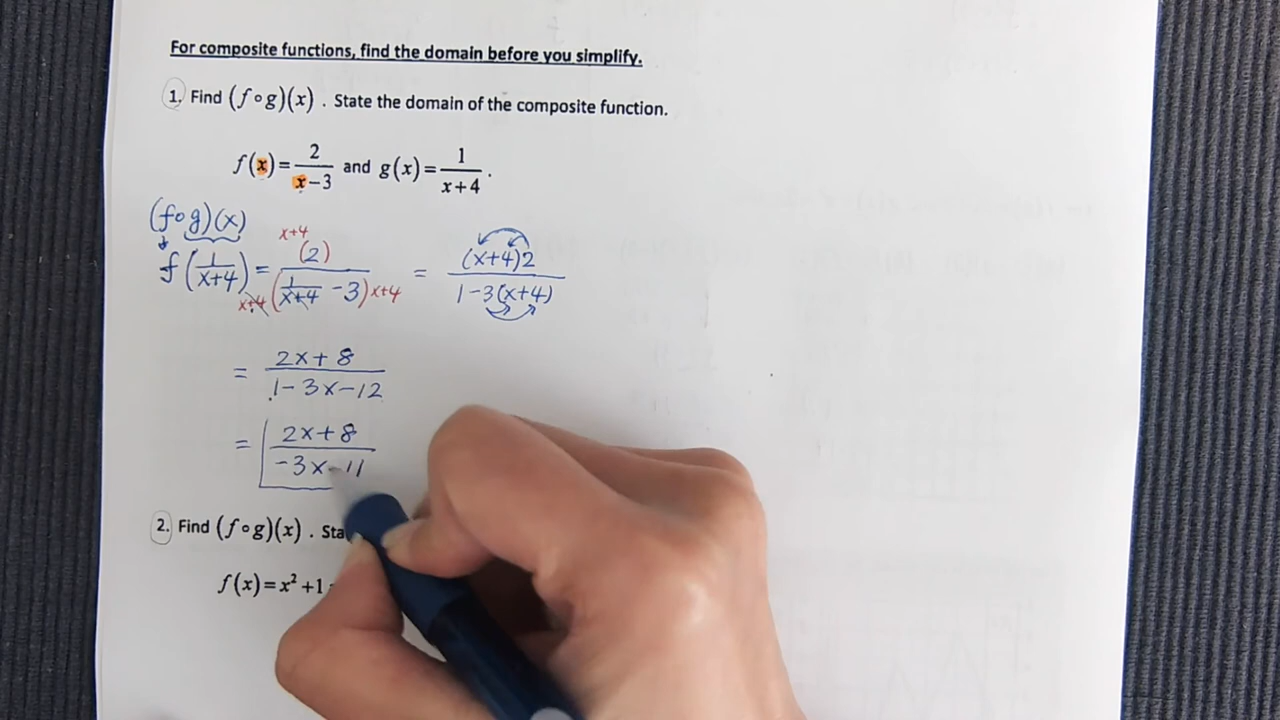 For composite functions, find the domain before you simplify.
1. Find (f∘g)(x) . State the domain of the composite function.
f(x)= 2/(x-3) and g(x)= 1/(x+4) .
(f∘g)(x)
f(1/(x+4)) = x+4 (2) / x+4 (1/(x+4) -3) x+4 = (x+4)2 / 1-3(x+4)
= 2x+8 / 1-3x-12
= 2x+8 / -3x-11
2. Find (f∘g)(x) . Sta
f(x)=x²+1